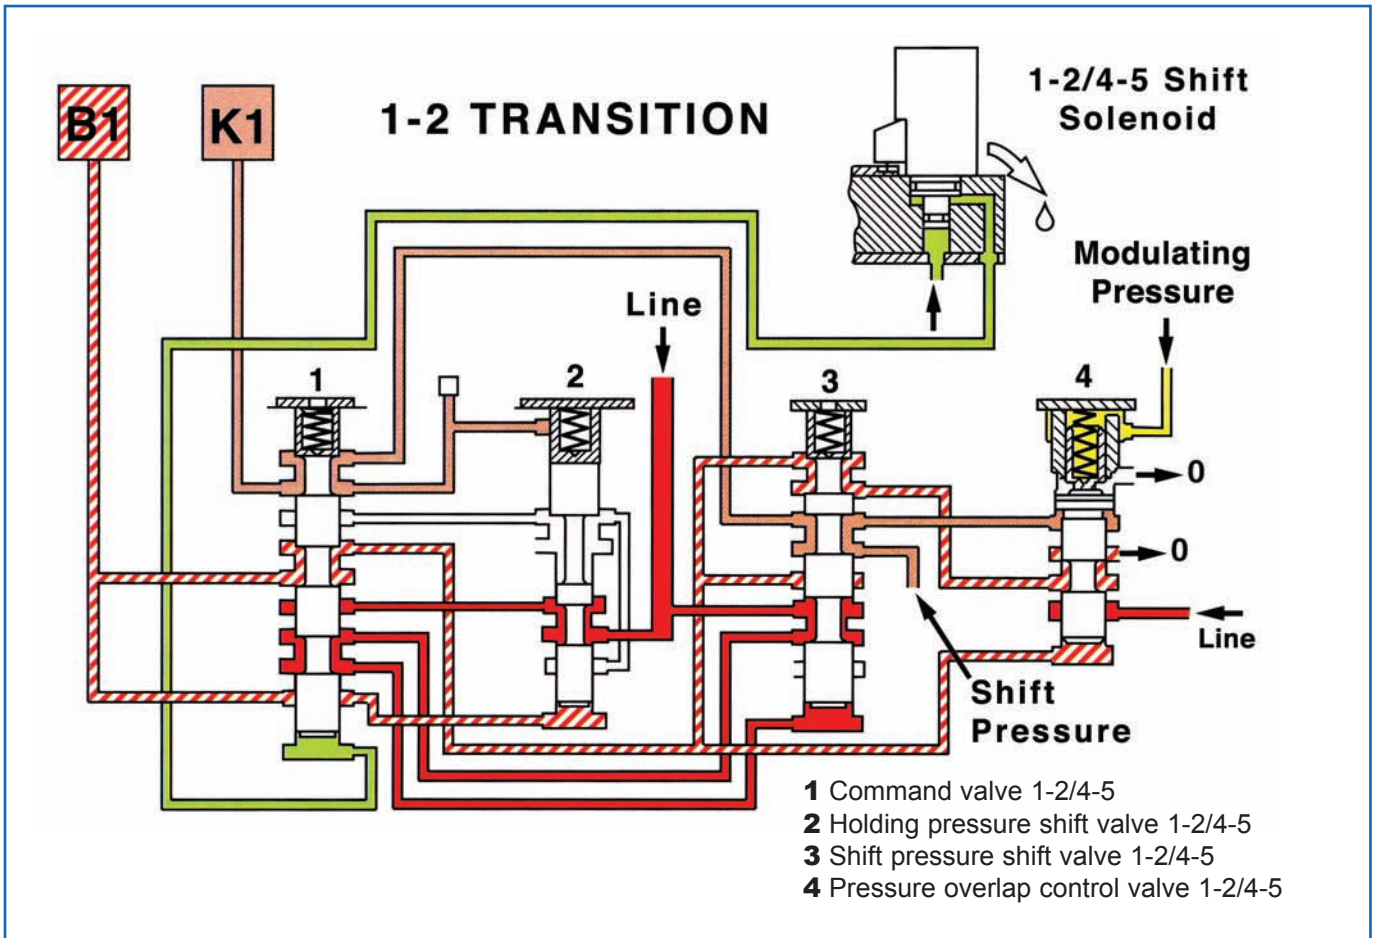 B1
K1
1-2 TRANSITION
1-2/4-5 Shift
Solenoid
Modulating
Pressure
Line
1
2
3
4
0
0
Line
Shift
Pressure
1 Command valve 1-2/4-5
2 Holding pressure shift valve 1-2/4-5
3 Shift pressure shift valve 1-2/4-5
4 Pressure overlap control valve 1-2/4-5